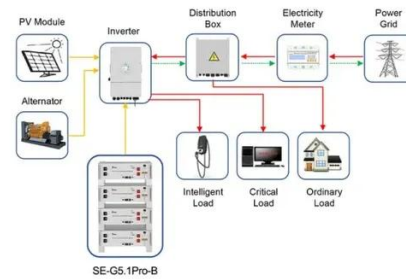 PV Module
Inverter
Distribution
Box
Electricity
Meter
Power
Grid
Alternator
Intelligent
Load
Critical
Load
Ordinary
Load
SE-G5.1Pro-B